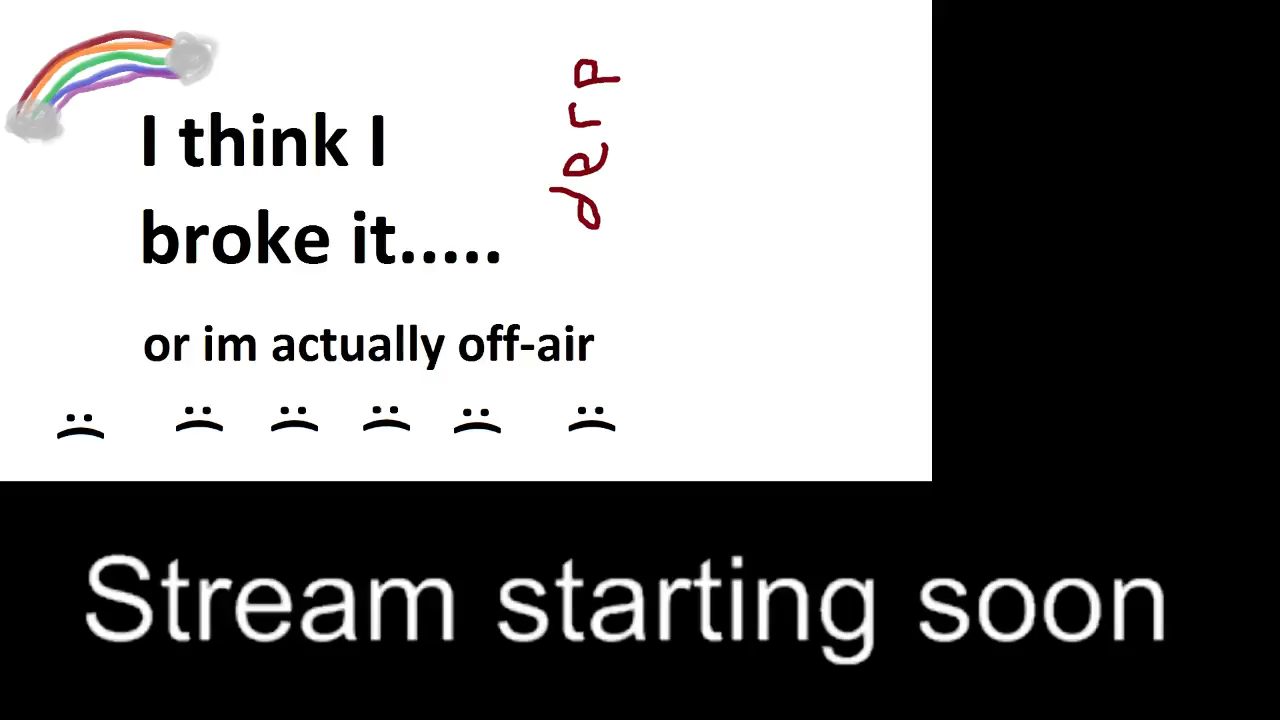 I think I
broke it.....
derp
or im actually off-air
:( :( :( :( :( :(
Stream starting soon